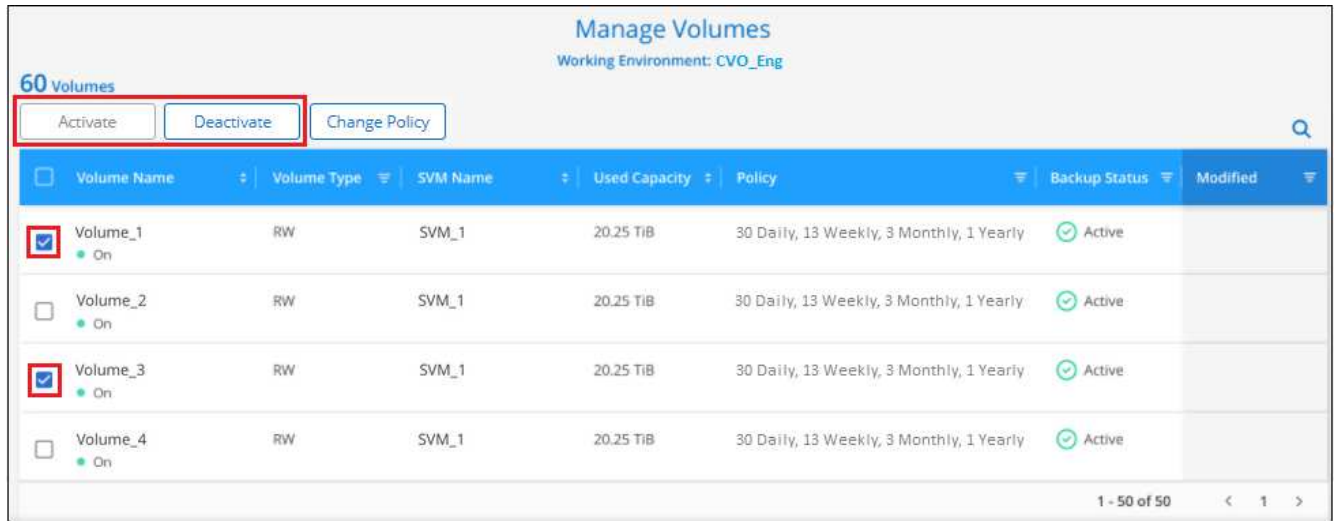 Manage Volumes
Working Environment: CVO_Eng
60 Volumes
Activate Deactivate Change Policy
Volume Name Volume Type SVM Name Used Capacity Policy Backup Status Modified
Volume_1 RW SVM_1 20.25 TiB 30 Daily, 13 Weekly, 3 Monthly, 1 Yearly Active
On
Volume_2 RW SVM_1 20.25 TiB 30 Daily, 13 Weekly, 3 Monthly, 1 Yearly Active
On
Volume_3 RW SVM_1 20.25 TiB 30 Daily, 13 Weekly, 3 Monthly, 1 Yearly Active
On
Volume_4 RW SVM_1 20.25 TiB 30 Daily, 13 Weekly, 3 Monthly, 1 Yearly Active
On
1 - 50 of 50 < 1 >